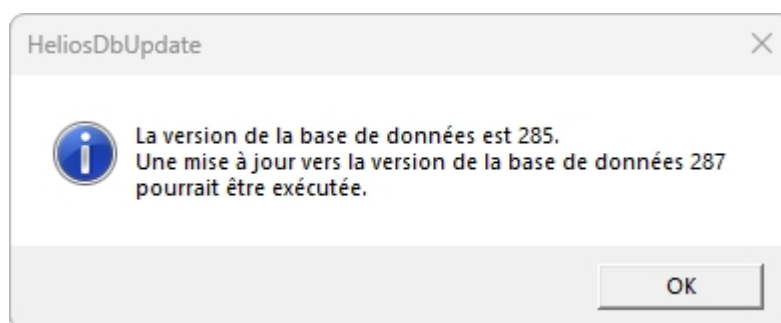 HeliosDbUpdate
La version de la base de données est 285.
Une mise à jour vers la version de la base de données 287
pourrait être exécutée.
OK